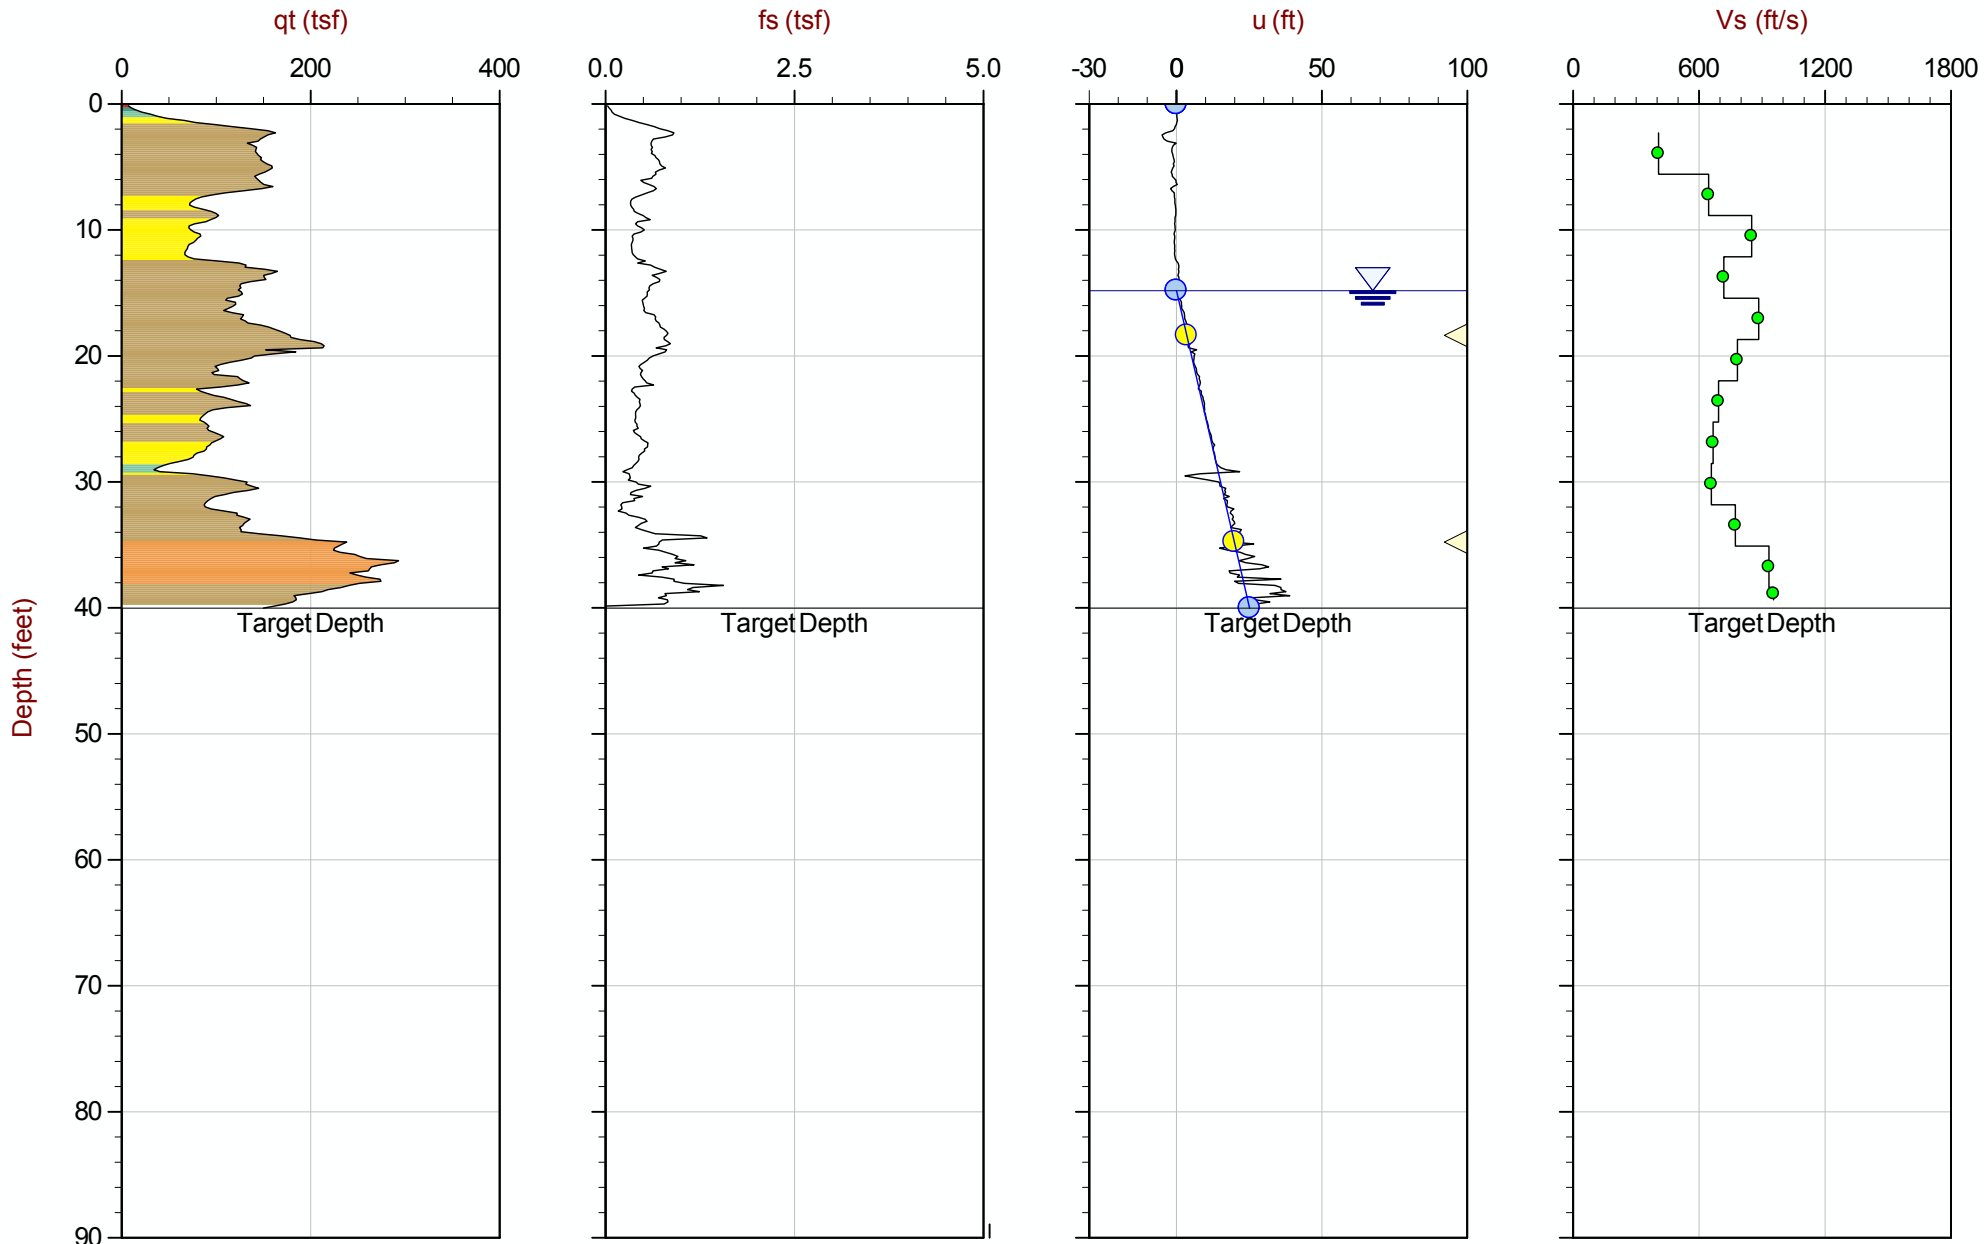 qt (tsf) fs (tsf) u (ft) Vs (ft/s)
0 200 400 0.0 2.5 5.0 -30 0 50 100 0 600 1200 1800
0
10
20
30
40
Target Depth Target Depth Target Depth Target Depth
Depth (feet)
50
60
70
80
90